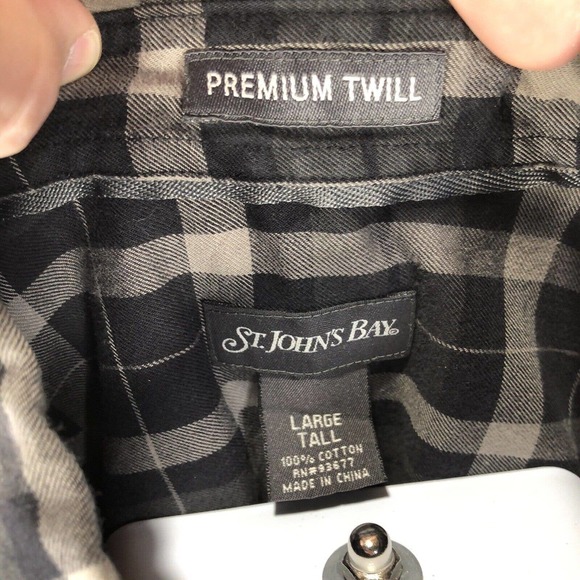 PREMIUM TWILL
ST. JOHN'S BAY®
LARGE
TALL
100% COTTON
RN#93677
MADE IN CHINA